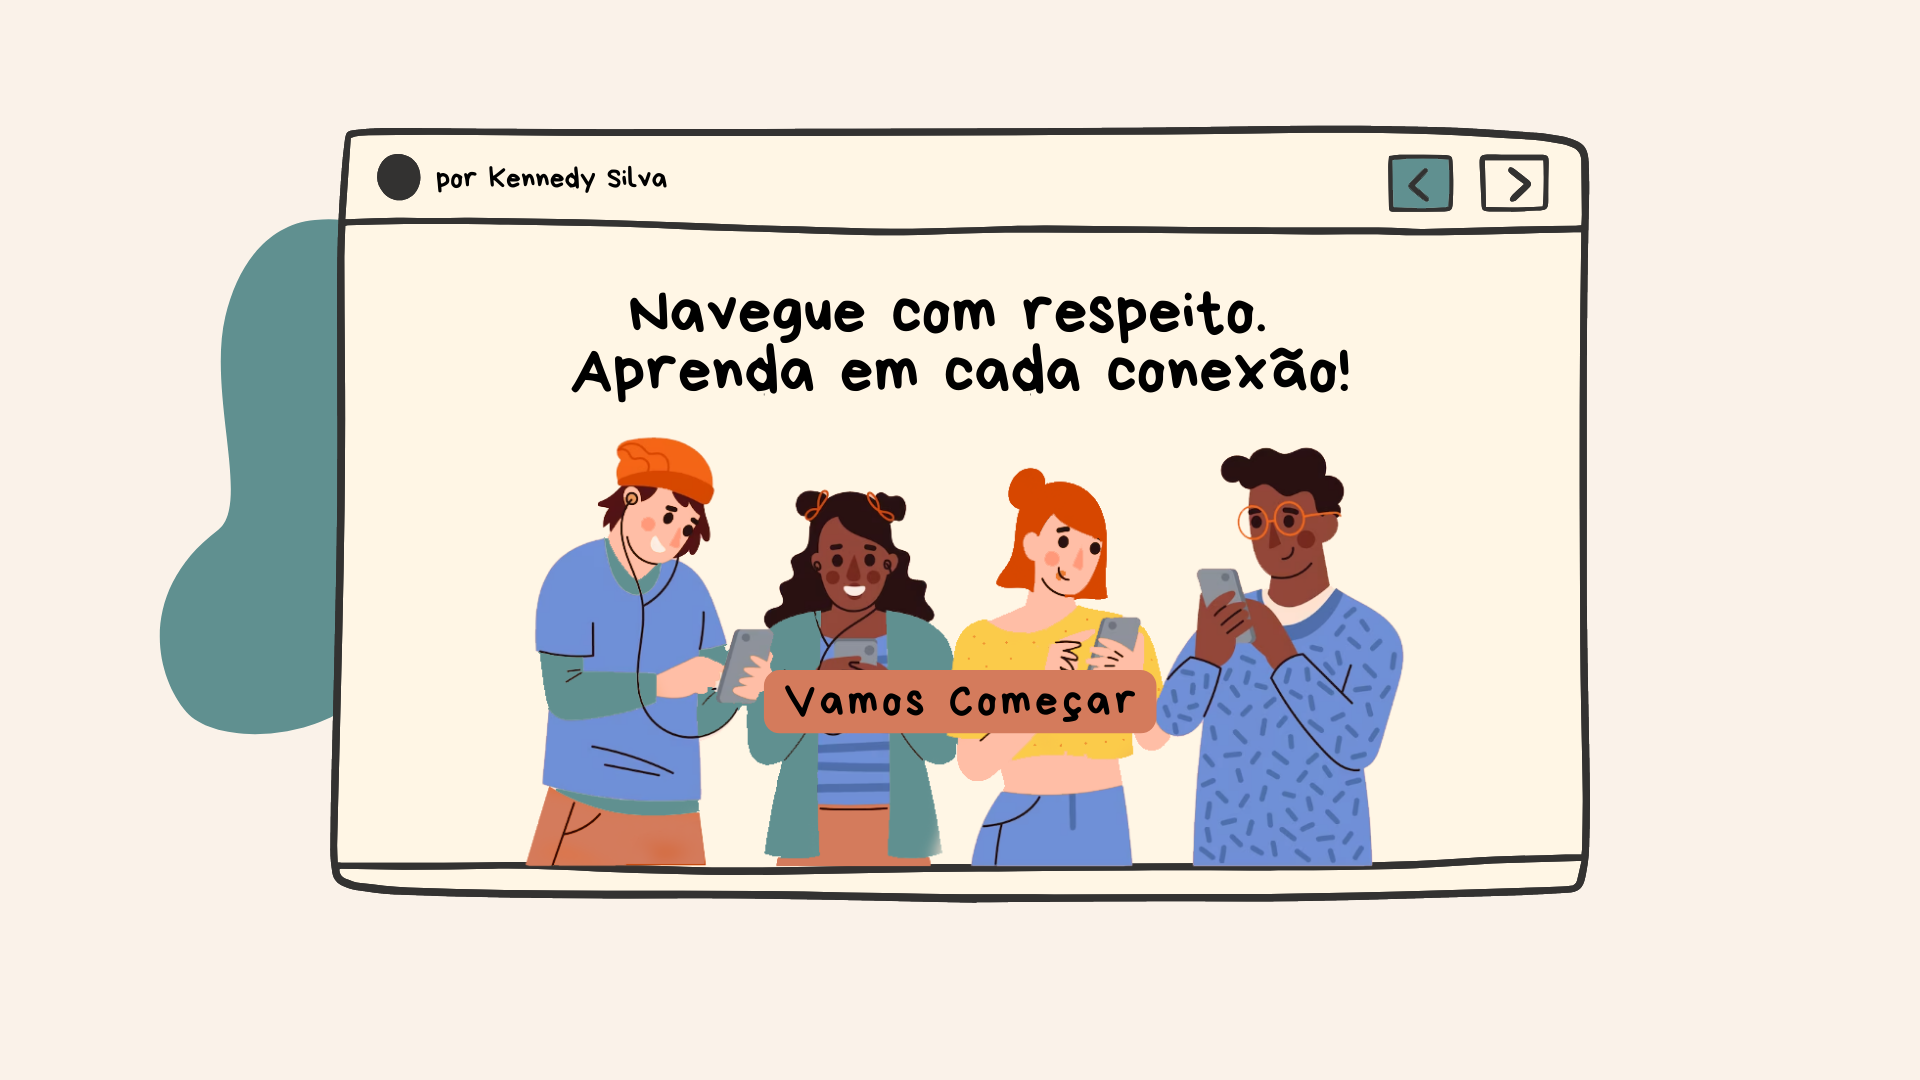 por Kennedy Silva
Navegue com respeito.
Aprenda em cada conexão!
Vamos Começar